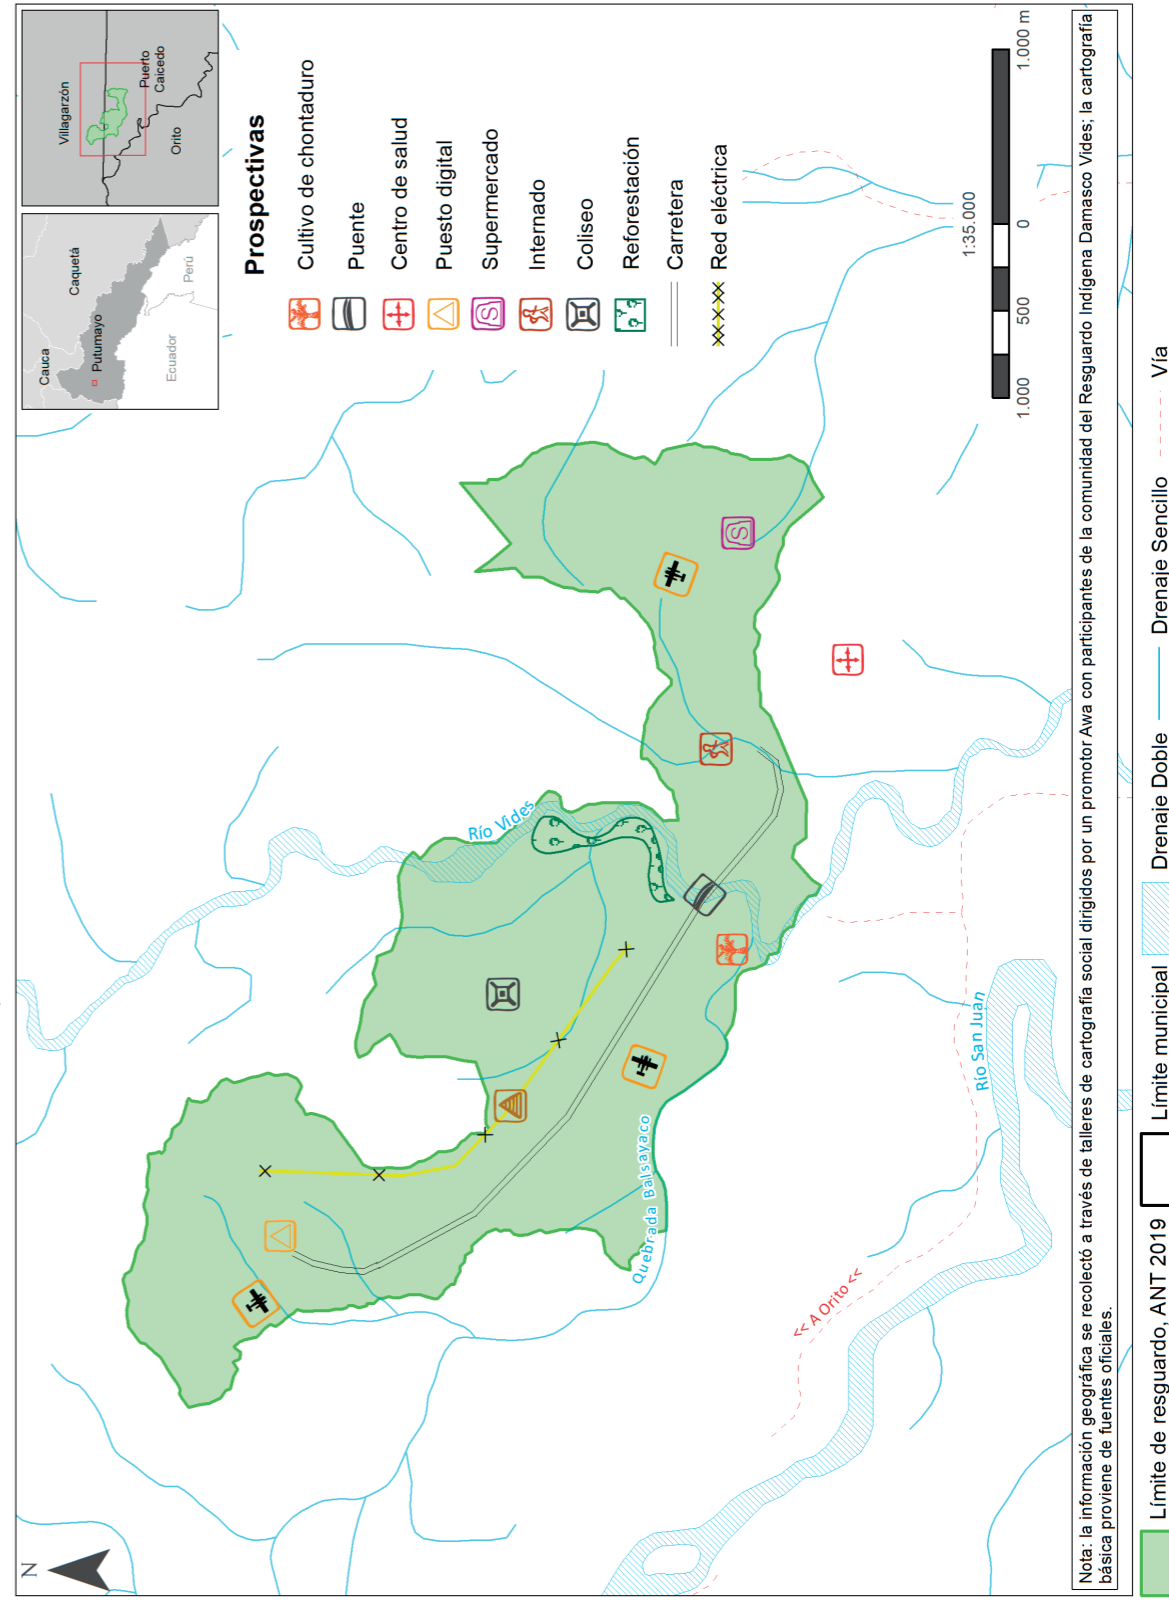 N
Cauca
Caquetá
Putumayo
Ecuador
Perú
Villagarzón
Puerto
Caicedo
Orito
Prospectivas
Cultivo de chontaduro
Puente
Centro de salud
Puesto digital
Supermercado
Internado
Coliseo
Reforestación
Carretera
Red eléctrica
1:35.000
1.000 500 0 1.000 m
Río Vides
Quebrada Balsayaco
Río San Juan
<< A Orito <<
Nota: la información geográfica se recolectó a través de talleres de cartografía social dirigidos por un promotor Awa con participantes de la comunidad del Resguardo Indígena Damasco Vides; la cartografía
básica proviene de fuentes oficiales.
Límite de resguardo, ANT 2019 Límite municipal Drenaje Doble Drenaje Sencillo Vía